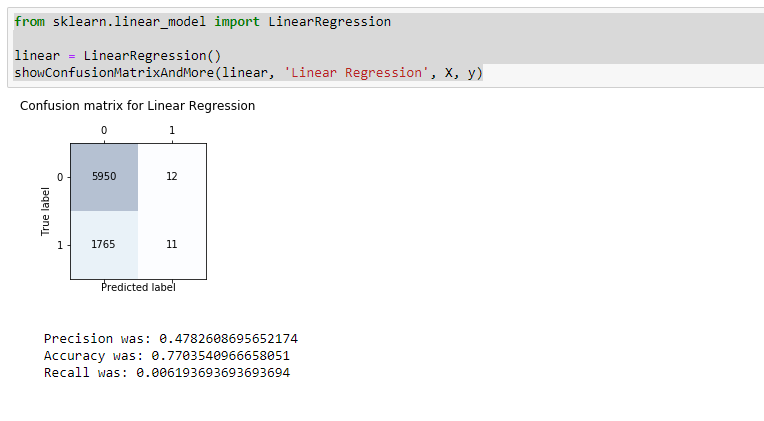 from sklearn.linear_model import LinearRegression
linear = LinearRegression()
showConfusionMatrixAndMore(linear, 'Linear Regression', X, y)
Confusion matrix for Linear Regression
0 1
0 5950 12
True label
1 1765 11
Predicted label
Precision was: 0.4782608695652174
Accuracy was: 0.7703540966658051
Recall was: 0.006193693693693694